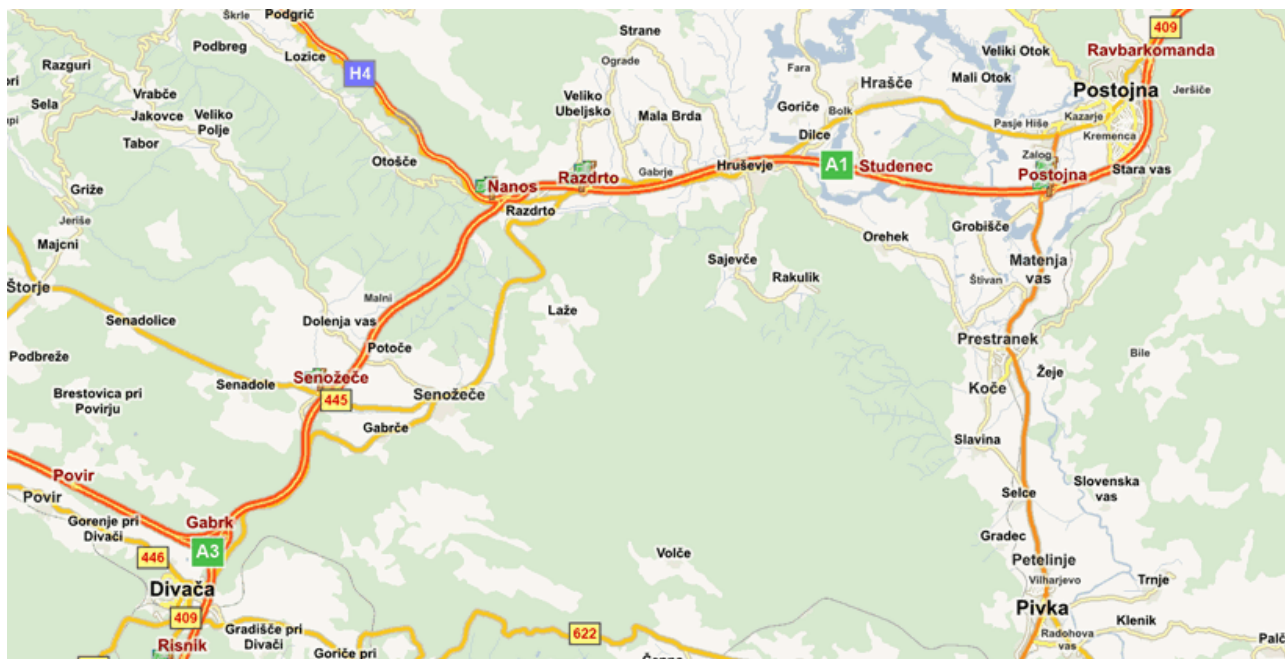 Škrle
Podgrič
409
Podbreg
Lozice
Strane
Veliki Otok
Ravbarkomanda
Razguri
H4
Ograde
Fara
Hrašče
Mali Otok
Postojna
Jeršiče
Vrabče
Sela
Jakovce
Veliko
Polje
Veliko
Ubeljsko
Mala Brda
Goriče
Bolk
Pasje Hiše
Kazarje
Kremenca
Tabor
Dilce
Otošče
Gabrje
Hruševje
A1
Studenec
Zalog
Postojna
Stara vas
Nanos
Razdrto
Razdrto
Griže
Jeriše
Majcni
Orehek
Grobišče
Sajevče
Rakulik
Matenja
vas
Štorje
Štivan
Malni
Laže
Senadolice
Dolenja vas
Prestranek
Potoče
Podbreže
Bile
Senožeče
Žeje
Senadole
445
Senožeče
Koče
Brestovica pri
Povirju
Gabrče
Slavina
Povir
Povir
Selce
Slovenska
vas
Gorenje pri
Divači
Gabrk
A3
446
Gradec
Volče
Petelinje
Vilharjevo
Trnje
Divača
409
Pivka
Klenik
Gradišče pri
Divači
622
Radohova
vas
Risnik
Goriče pri